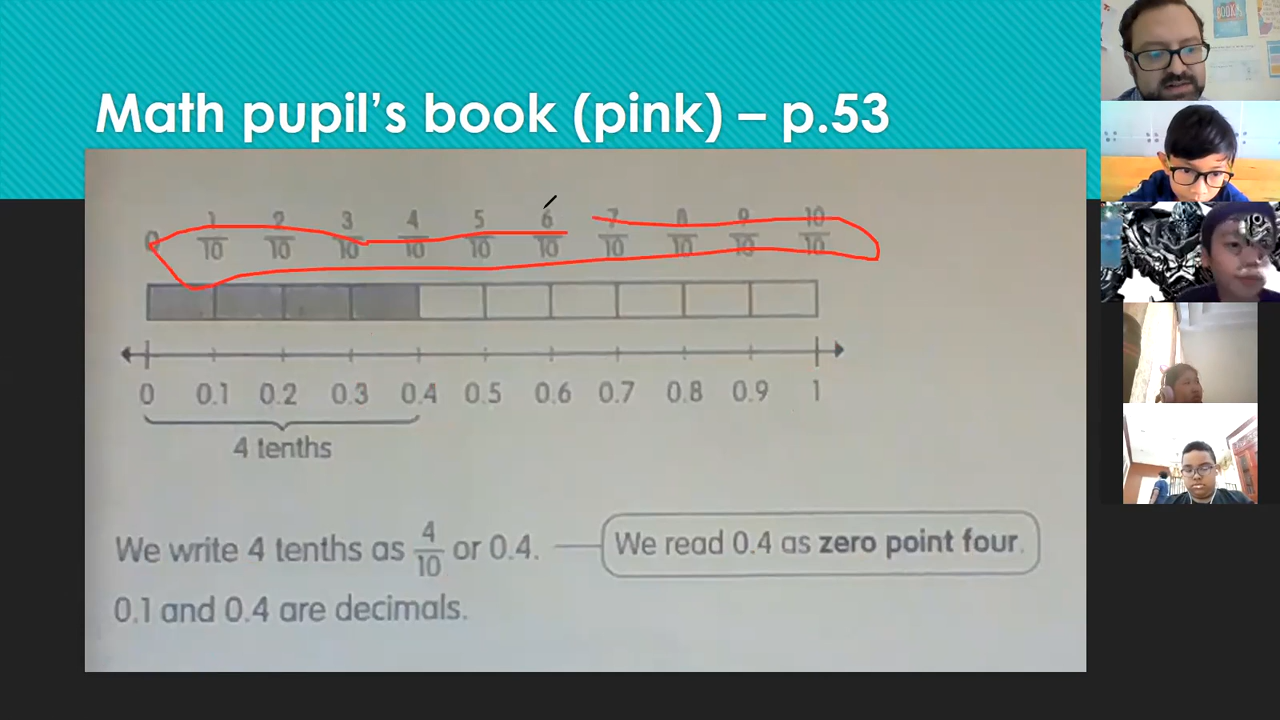 Math pupil's book (pink) – p.53
0 1/10 2/10 3/10 4/10 5/10 6/10 7/10 8/10 9/10 10/10
0 0.1 0.2 0.3 0.4 0.5 0.6 0.7 0.8 0.9 1
4 tenths
We write 4 tenths as 4/10 or 0.4.
We read 0.4 as zero point four.
0.1 and 0.4 are decimals.